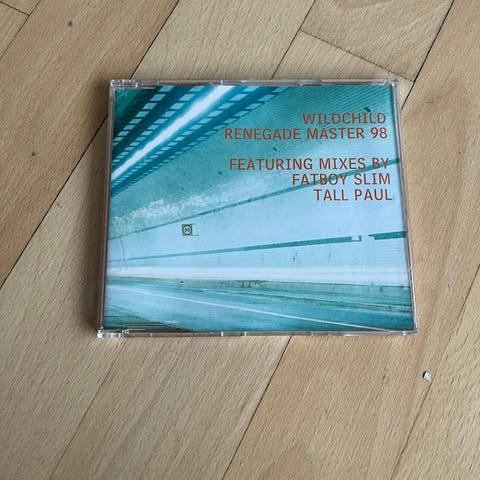 WILDCHILD
RENEGADE MASTER 98
FEATURING MIXES BY
FATBOY SLIM
TALL PAUL